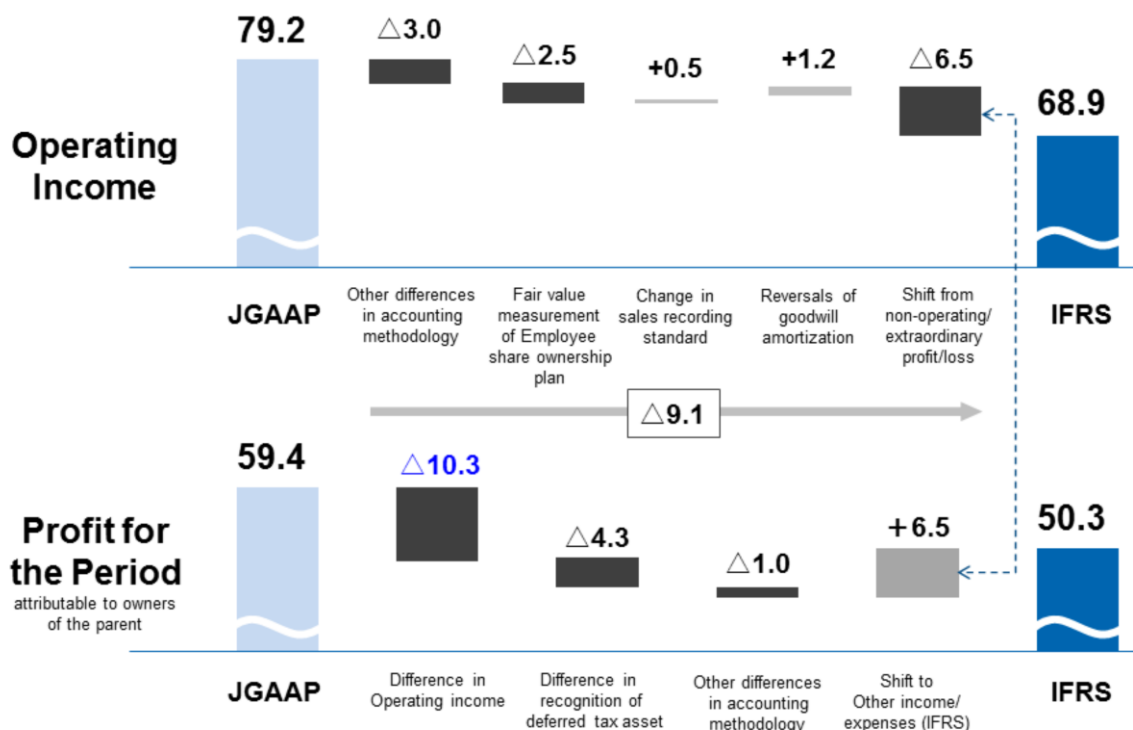 79.2
△3.0
△2.5
+0.5
+1.2
△6.5
68.9
Operating
Income
JGAAP
Other differences
in accounting
methodology
Fair value
measurement
of Employee
share ownership
plan
Change in
sales recording
standard
Reversals of
goodwill
amortization
Shift from
non-operating/
extraordinary
profit/loss
IFRS
△9.1
59.4
△10.3
△4.3
△1.0
+6.5
50.3
Profit for
the Period
attributable to owners
of the parent
JGAAP
Difference in
Operating income
Difference in
recognition of
deferred tax asset
Other differences
in accounting
methodology
Shift to
Other income/
expenses (IFRS)
IFRS